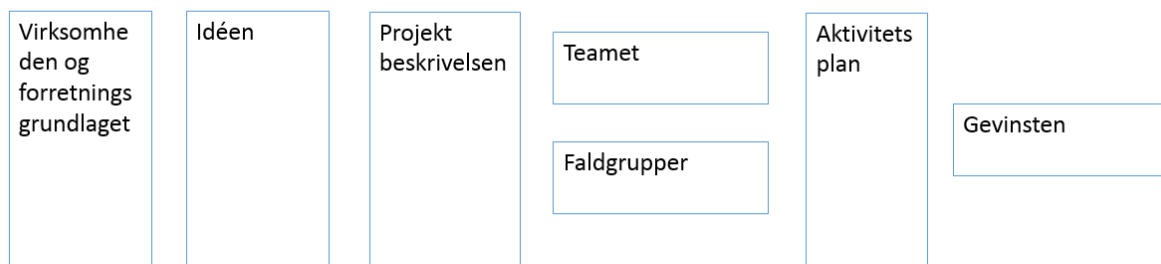 Virksomhe
den og
forretnings
grundlaget
Idéen
Projekt
beskrivelsen
Teamet
Faldgrupper
Aktivitets
plan
Gevinsten